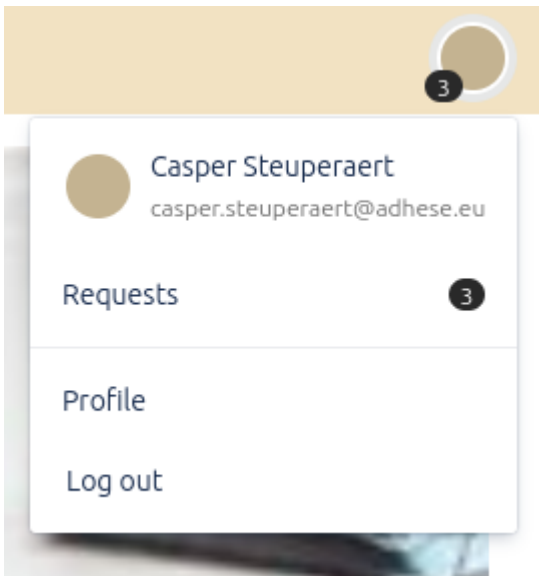 3
Casper Steuperaert
casper.steuperaert@adhese.eu
Requests 3
Profile
Log out